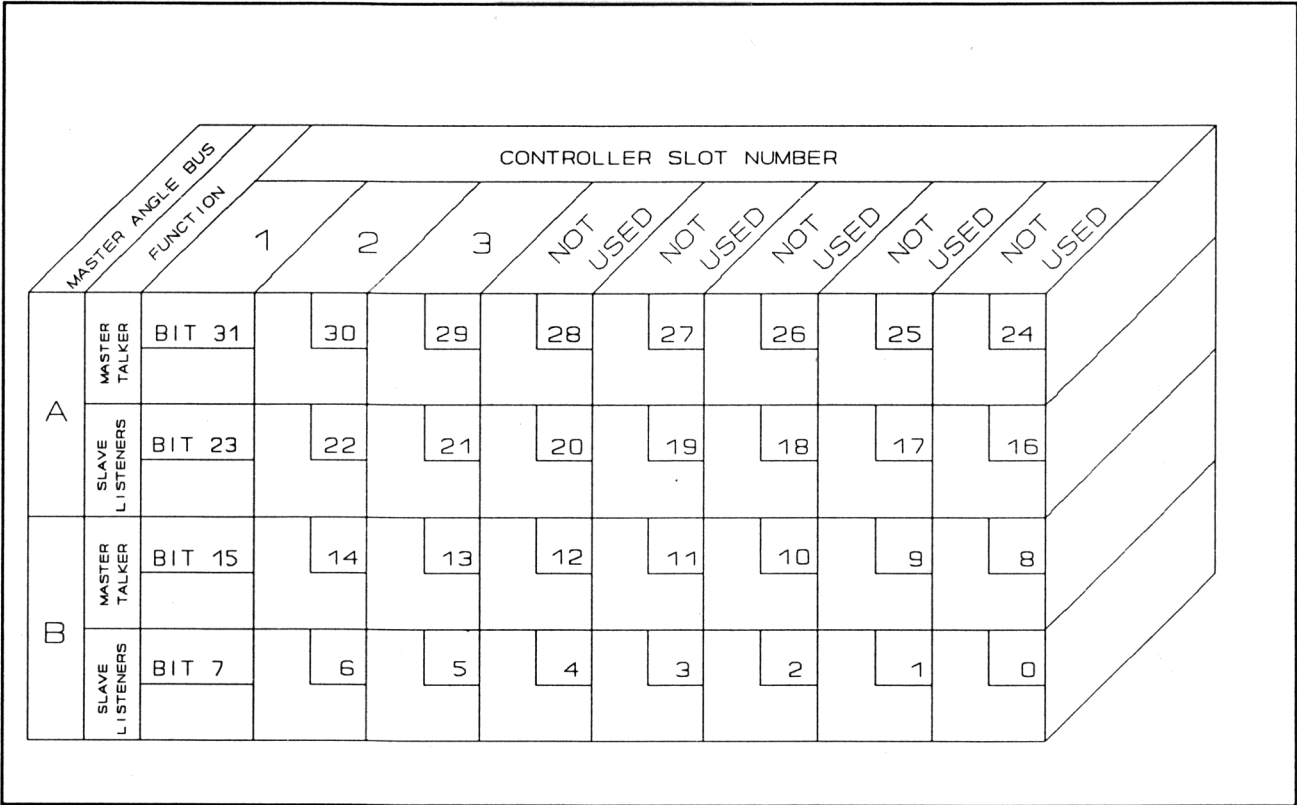 CONTROLLER SLOT NUMBER
MASTER ANGLE BUS
FUNCTION
1
2
3
NOT USED
NOT USED
NOT USED
NOT USED
NOT USED
A
MASTER TALKER
BIT 31 30 29 28 27 26 25 24
SLAVE LISTENERS
BIT 23 22 21 20 19 18 17 16
B
MASTER TALKER
BIT 15 14 13 12 11 10 9 8
SLAVE LISTENERS
BIT 7 6 5 4 3 2 1 0